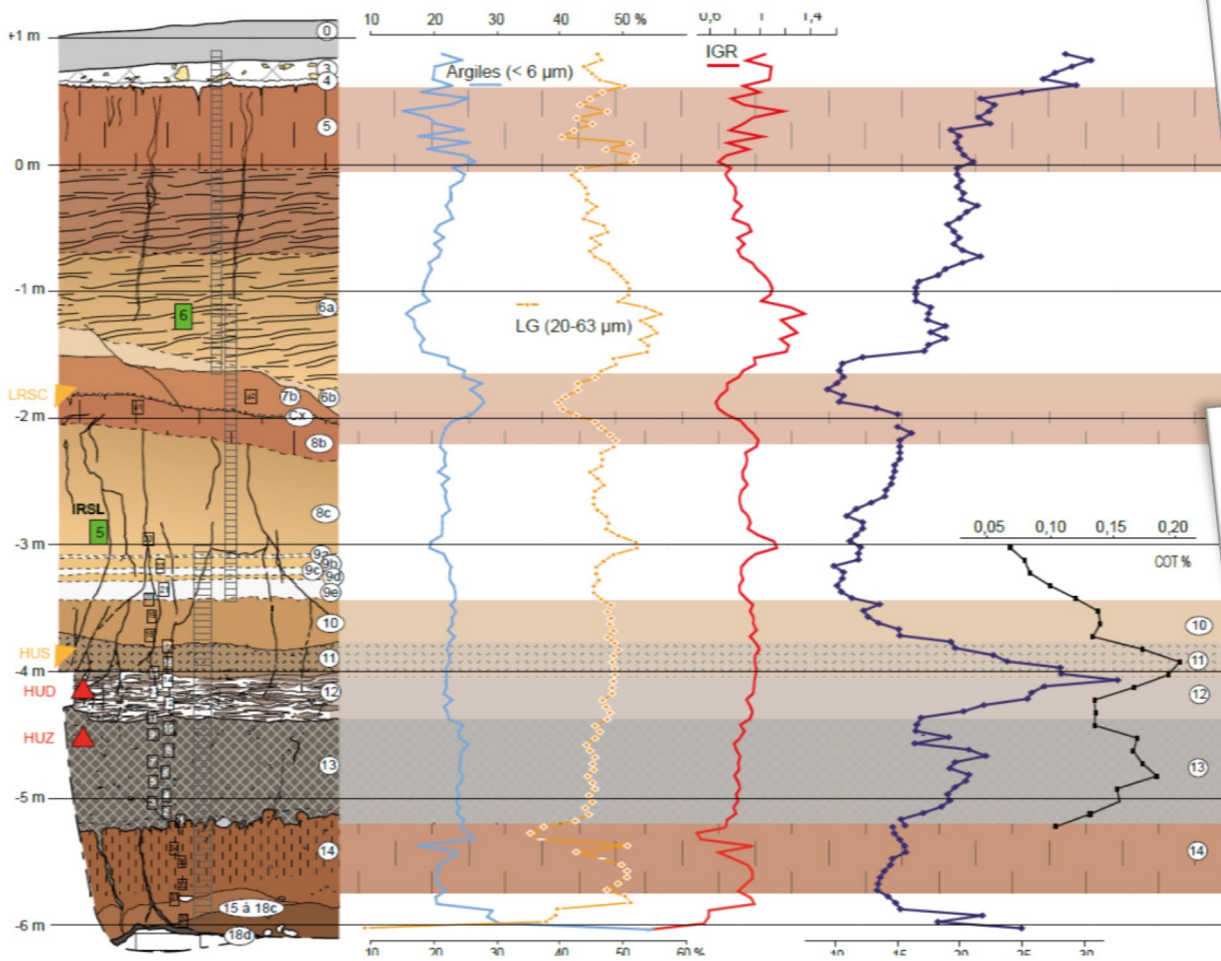 10 20 30 40 50 %
0,6 1 1,4
+1 m
0
IGR
3
Argiles (< 6 µm)
4
5
0 m
-1 m
6a
6
LG (20-63 µm)
LRSC
7b
6b
Cx
-2 m
8b
IRSL
8c
5
0,05 0,10 0,15 0,20
-3 m
COT %
9a
9b
9c
9d
9e
10
10
HUS
11
11
-4 m
HUD
12
12
HUZ
13
13
-5 m
14
14
15 à 18c
-6 m
18d
10 20 30 40 50 60 %
10 15 20 25 30